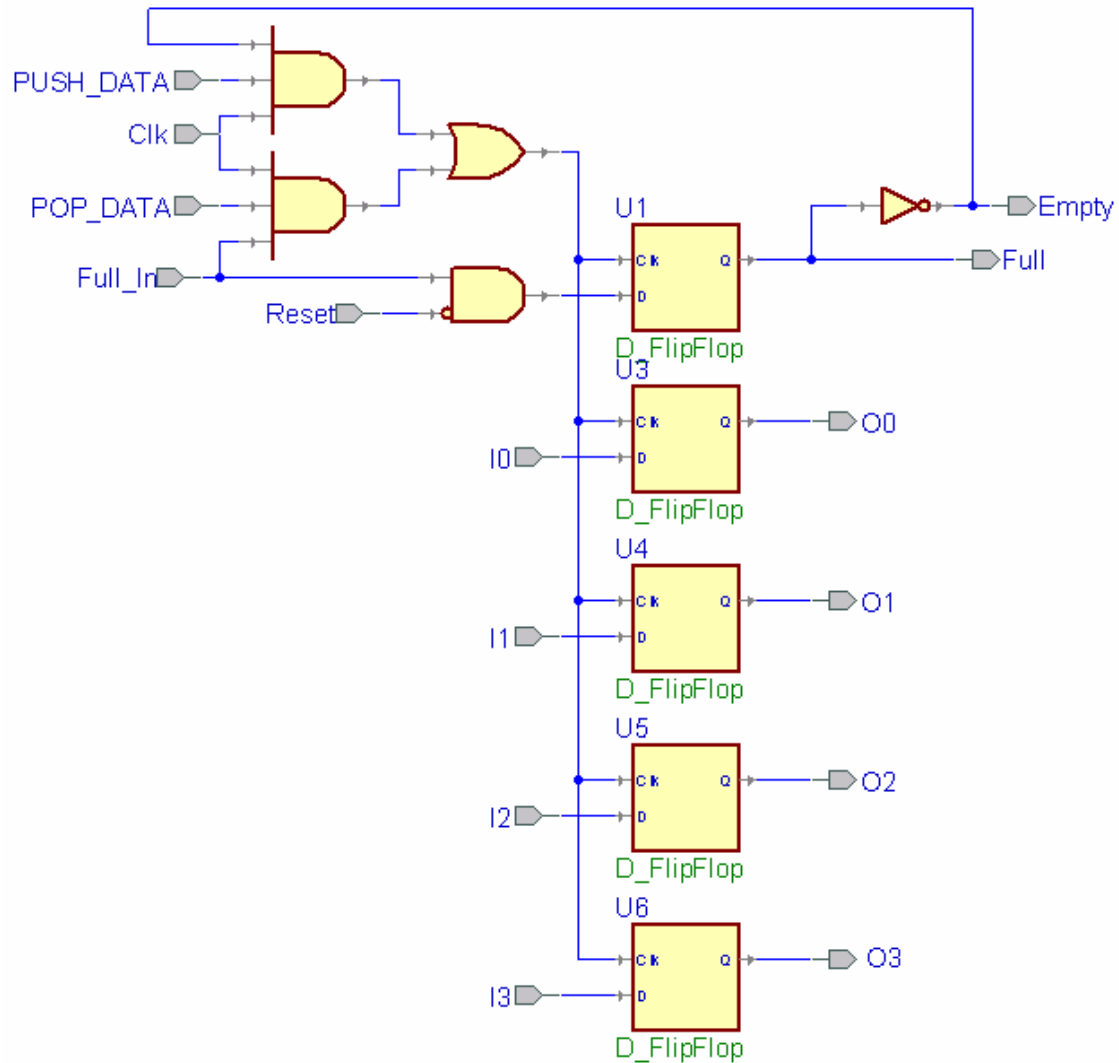 PUSH_DATA
Clk
POP_DATA
Full_In
Reset
U1
Clk Q
D
D_FlipFlop
Empty
Full
U3
Clk Q
D
D_FlipFlop
I0
O0
U4
Clk Q
D
D_FlipFlop
I1
O1
U5
Clk Q
D
D_FlipFlop
I2
O2
U6
Clk Q
D
D_FlipFlop
I3
O3